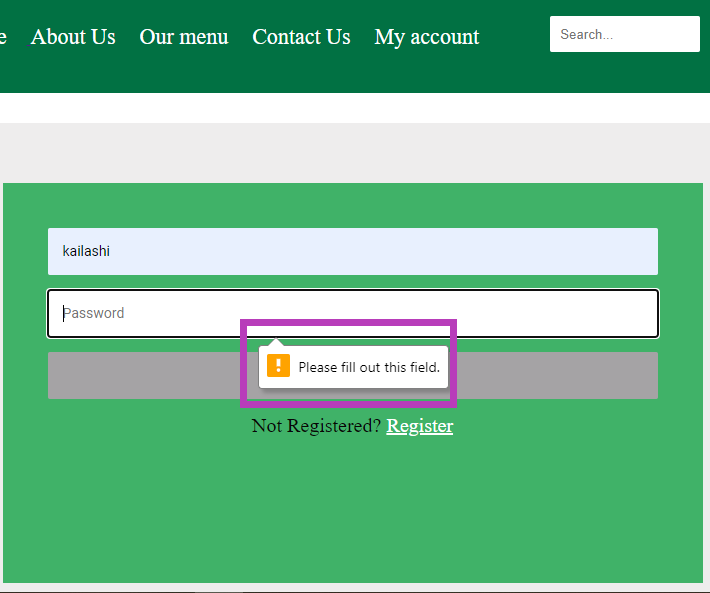 e About Us Our menu Contact Us My account Search...
kailashi
Password
Please fill out this field.
Not Registered? Register